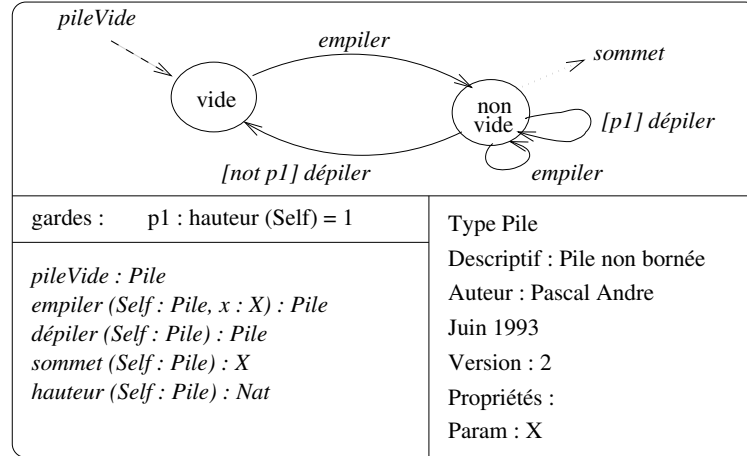 pileVide
empiler
sommet
vide
non
vide
[p1] dépiler
[not p1] dépiler
empiler
gardes : p1 : hauteur (Self) = 1
pileVide : Pile
empiler (Self : Pile, x : X) : Pile
dépiler (Self : Pile) : Pile
sommet (Self : Pile) : X
hauteur (Self : Pile) : Nat
Type Pile
Descriptif : Pile non bornée
Auteur : Pascal Andre
Juin 1993
Version : 2
Propriétés :
Param : X